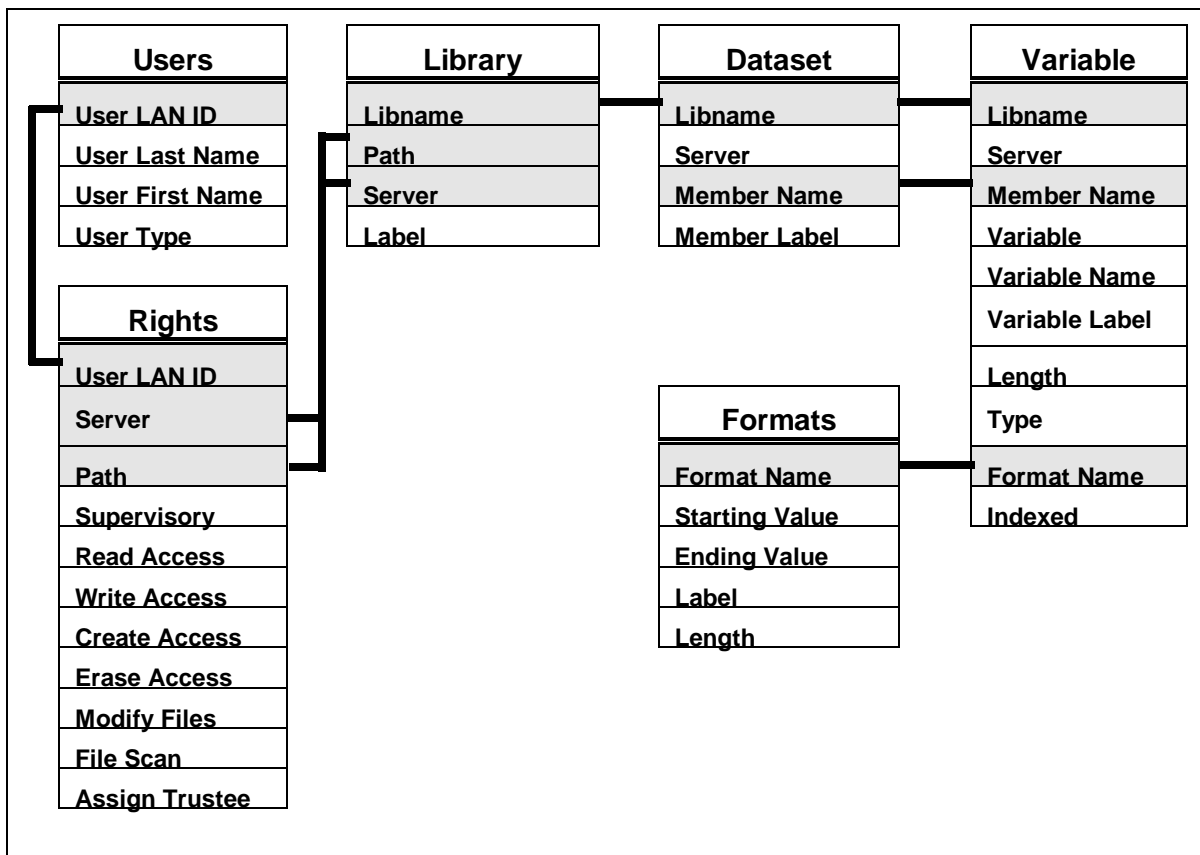 Users
User LAN ID
User Last Name
User First Name
User Type
Rights
User LAN ID
Server
Path
Supervisory
Read Access
Write Access
Create Access
Erase Access
Modify Files
File Scan
Assign Trustee
Library
Libname
Path
Server
Label
Dataset
Libname
Server
Member Name
Member Label
Formats
Format Name
Starting Value
Ending Value
Label
Length
Variable
Libname
Server
Member Name
Variable
Variable Name
Variable Label
Length
Type
Format Name
Indexed